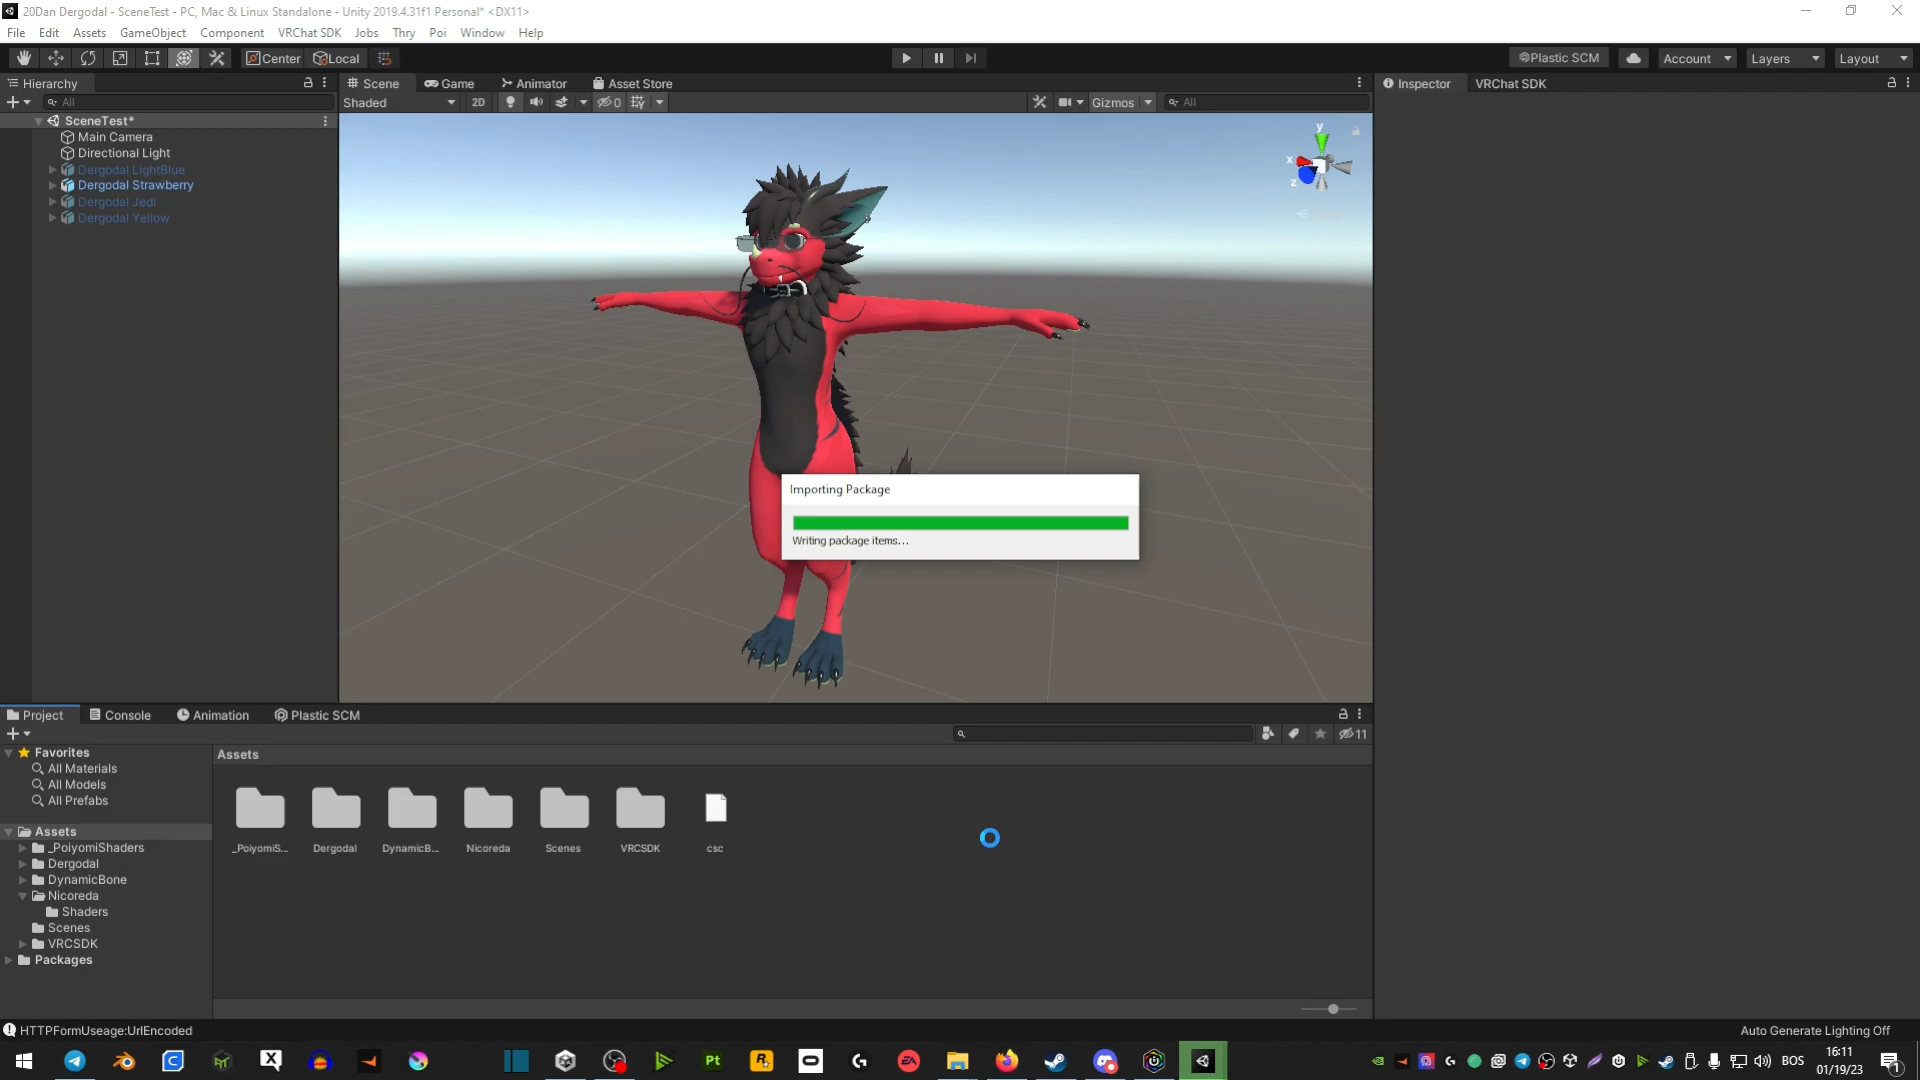 20Dan Dergodal - SceneTest - PC, Mac & Linux Standalone - Unity 2019.4.31f1 Personal* <DX11>
File Edit Assets GameObject Component VRChat SDK Jobs Thry Poi Window Help
Center Local
Plastic SCM Account Layers Layout
Hierarchy
Scene Game Animator Asset Store
Inspector VRChat SDK
All
Shaded 2D 0 Gizmos All
SceneTest*
Main Camera
Directional Light
Dergodal LightBlue
Dergodal Strawberry
Dergodal Jedi
Dergodal Yellow
y
x
z
Importing Package
Writing package items...
Project Console Animation Plastic SCM
11
Favorites
All Materials
All Models
All Prefabs
Assets
_PoiyomiShaders
Dergodal
DynamicBone
Nicoreda
Shaders
Scenes
VRCSDK
Packages
Assets
_PoiyomiS... Dergodal DynamicB... Nicoreda Scenes VRCSDK csc
HTTPFormUseage:UrlEncoded
Auto Generate Lighting Off
Pt
EA
BOS
16:11
01/19/23
1